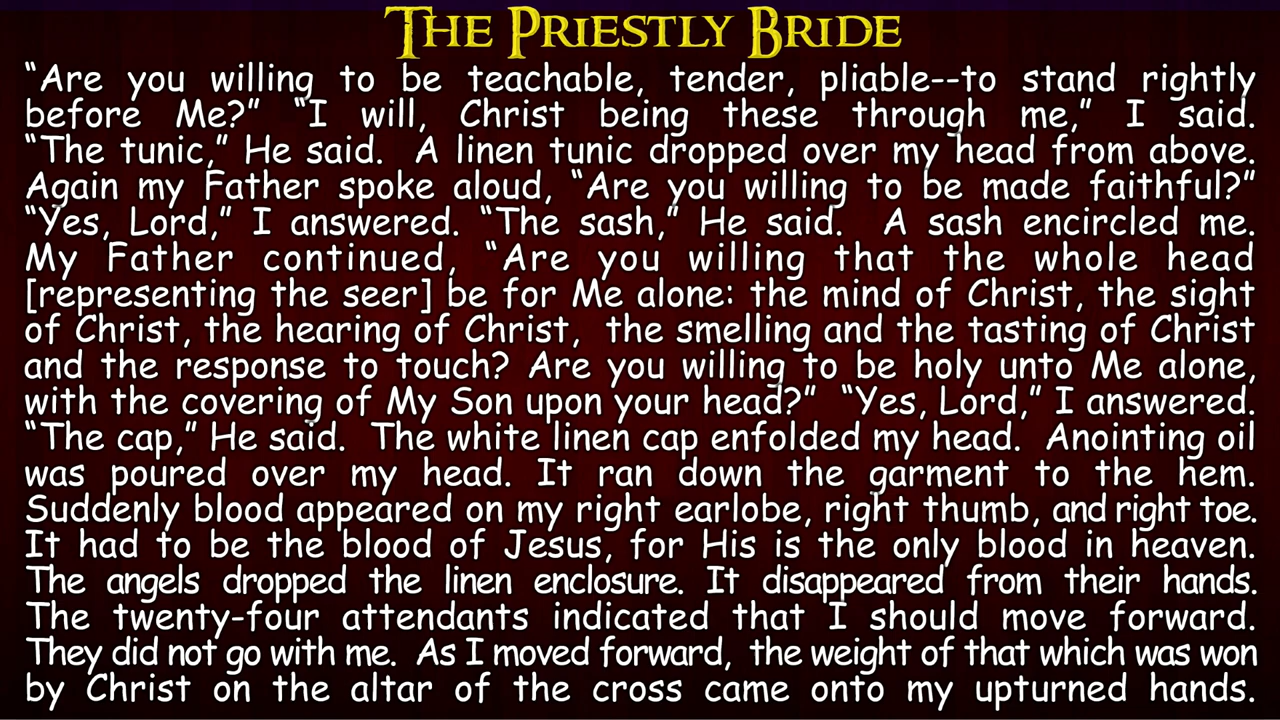 The Priestly Bride
“Are you willing to be teachable, tender, pliable--to stand rightly
before Me?” “I will, Christ being these through me,” I said.
“The tunic,” He said. A linen tunic dropped over my head from above.
Again my Father spoke aloud, “Are you willing to be made faithful?”
“Yes, Lord,” I answered. “The sash,” He said. A sash encircled me.
My Father continued, “Are you willing that the whole head
[representing the seer] be for Me alone: the mind of Christ, the sight
of Christ, the hearing of Christ, the smelling and the tasting of Christ
and the response to touch? Are you willing to be holy unto Me alone,
with the covering of My Son upon your head?” “Yes, Lord,” I answered.
“The cap,” He said. The white linen cap enfolded my head. Anointing oil
was poured over my head. It ran down the garment to the hem.
Suddenly blood appeared on my right earlobe, right thumb, and right toe.
It had to be the blood of Jesus, for His is the only blood in heaven.
The angels dropped the linen enclosure. It disappeared from their hands.
The twenty-four attendants indicated that I should move forward.
They did not go with me. As I moved forward, the weight of that which was won
by Christ on the altar of the cross came onto my upturned hands.